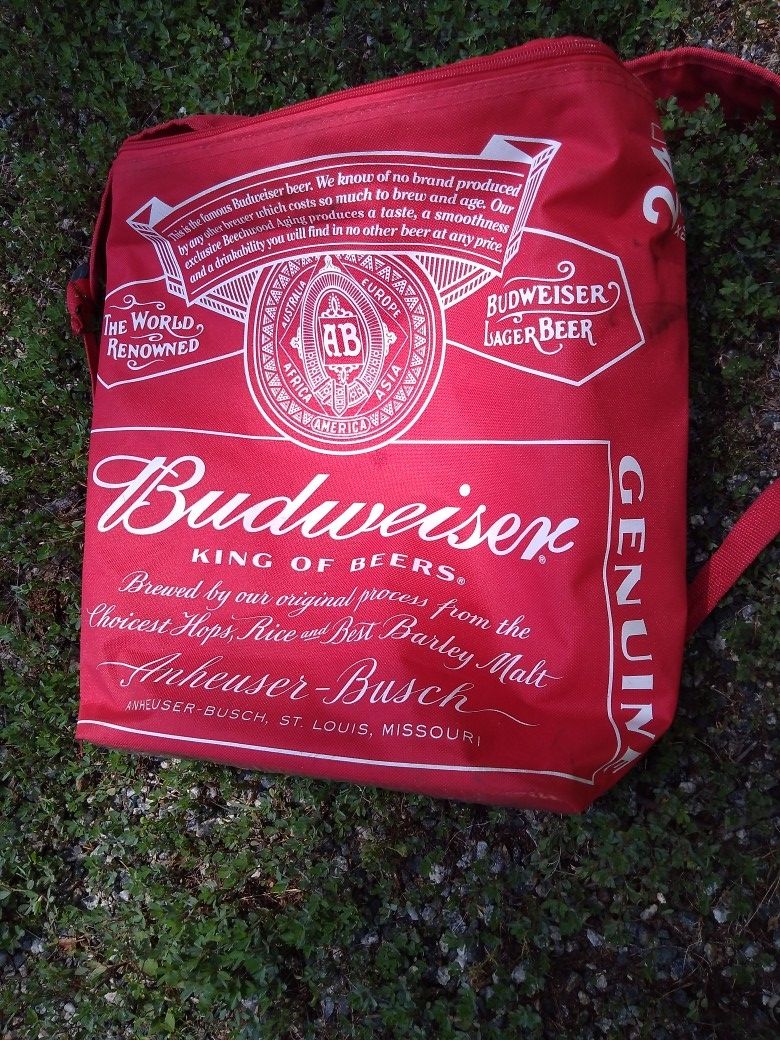 This is the famous Budweiser beer. We know of no brand produced
by any other brewer which costs so much to brew and age. Our
exclusive Beechwood Aging produces a taste, a smoothness
and a drinkability you will find in no other beer at any price.
THE WORLD
RENOWNED
AUSTRALIA
EUROPE
AB
AFRICA
ASIA
AMERICA
BUDWEISER
LAGER BEER
Budweiser®
KING OF BEERS®
Brewed by our original process from the
Choicest Hops, Rice and Best Barley Malt
Anheuser-Busch
ANHEUSER-BUSCH, ST. LOUIS, MISSOURI
GENUINE